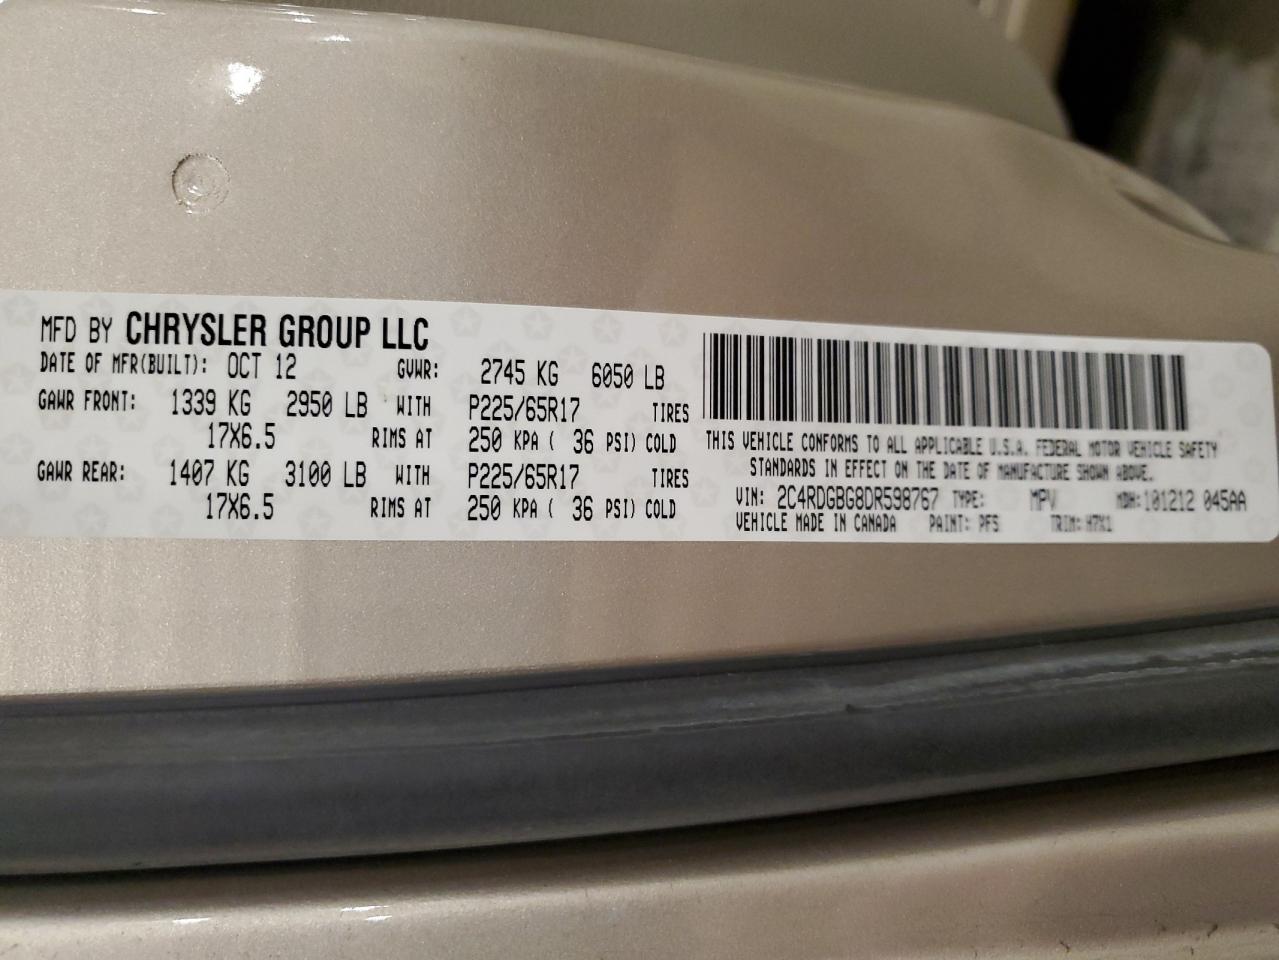 MFD BY CHRYSLER GROUP LLC
DATE OF MFR(BUILT): OCT 12 GVWR: 2745 KG 6050 LB
GAWR FRONT: 1339 KG 2950 LB WITH P225/65R17 TIRES
17X6.5 RIMS AT 250 KPA ( 36 PSI) COLD
GAWR REAR: 1407 KG 3100 LB WITH P225/65R17 TIRES
17X6.5 RIMS AT 250 KPA ( 36 PSI) COLD
THIS VEHICLE CONFORMS TO ALL APPLICABLE U.S.A. FEDERAL MOTOR VEHICLE SAFETY
STANDARDS IN EFFECT ON THE DATE OF MANUFACTURE SHOWN ABOVE.
VIN: 2C4RDGBG8DR598767 TYPE: MPV MDH:101212 045AA
VEHICLE MADE IN CANADA PAINT: PFS TRIM: H7X1